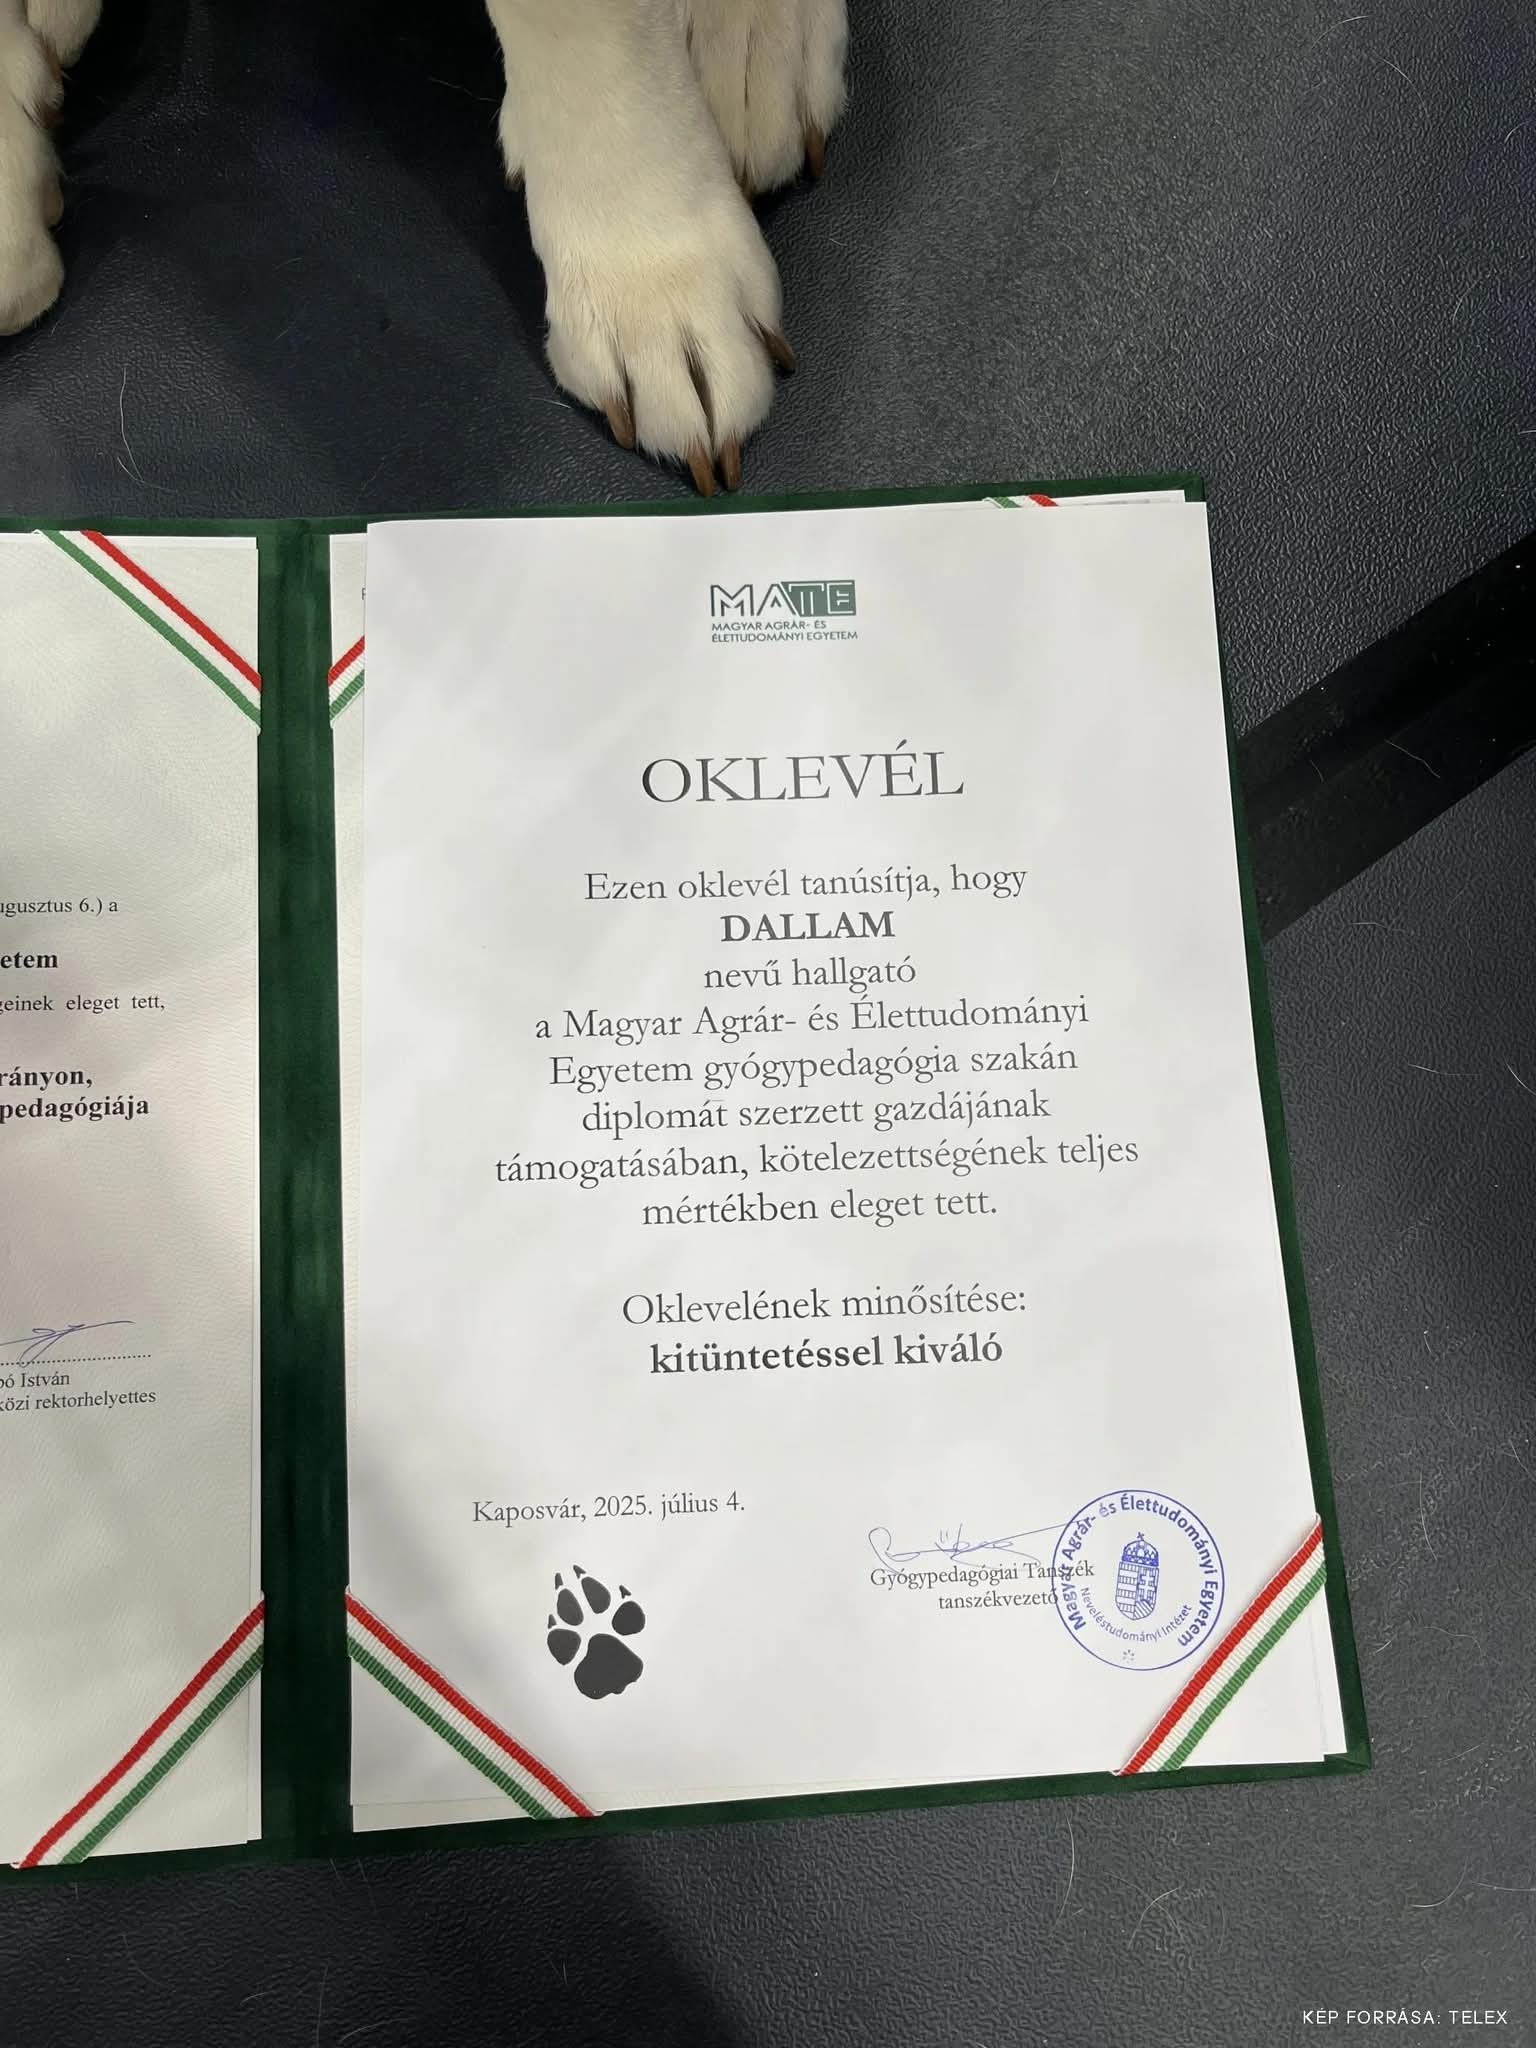 ugusztus 6.) a
etem
geinek eleget tett,
rányon,
pedagógiája
bó István
közi rektorhelyettes
MATE
MAGYAR AGRÁR- ÉS
ÉLETTUDOMÁNYI EGYETEM
OKLEVÉL
Ezen oklevél tanúsítja, hogy
DALLAM
nevű hallgató
a Magyar Agrár- és Élettudományi
Egyetem gyógypedagógia szakán
diplomát szerzett gazdájának
támogatásában, kötelezettségének teljes
mértékben eleget tett.
Oklevelének minősítése:
kitüntetéssel kiváló
Kaposvár, 2025. július 4.
Gyógypedagógiai Tanszék
tanszékvezető
Magyar Agrár- és Élettudományi Egyetem
Neveléstudományi Intézet
KÉP FORRÁSA: TELEX